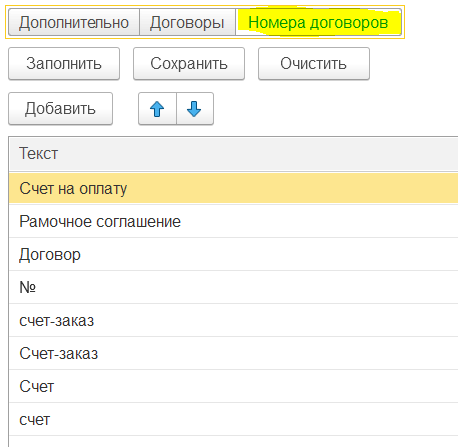 Дополнительно Договоры Номера договоров
Заполнить Сохранить Очистить
Добавить
Текст
Счет на оплату
Рамочное соглашение
Договор
№
счет-заказ
Счет-заказ
Счет
счет